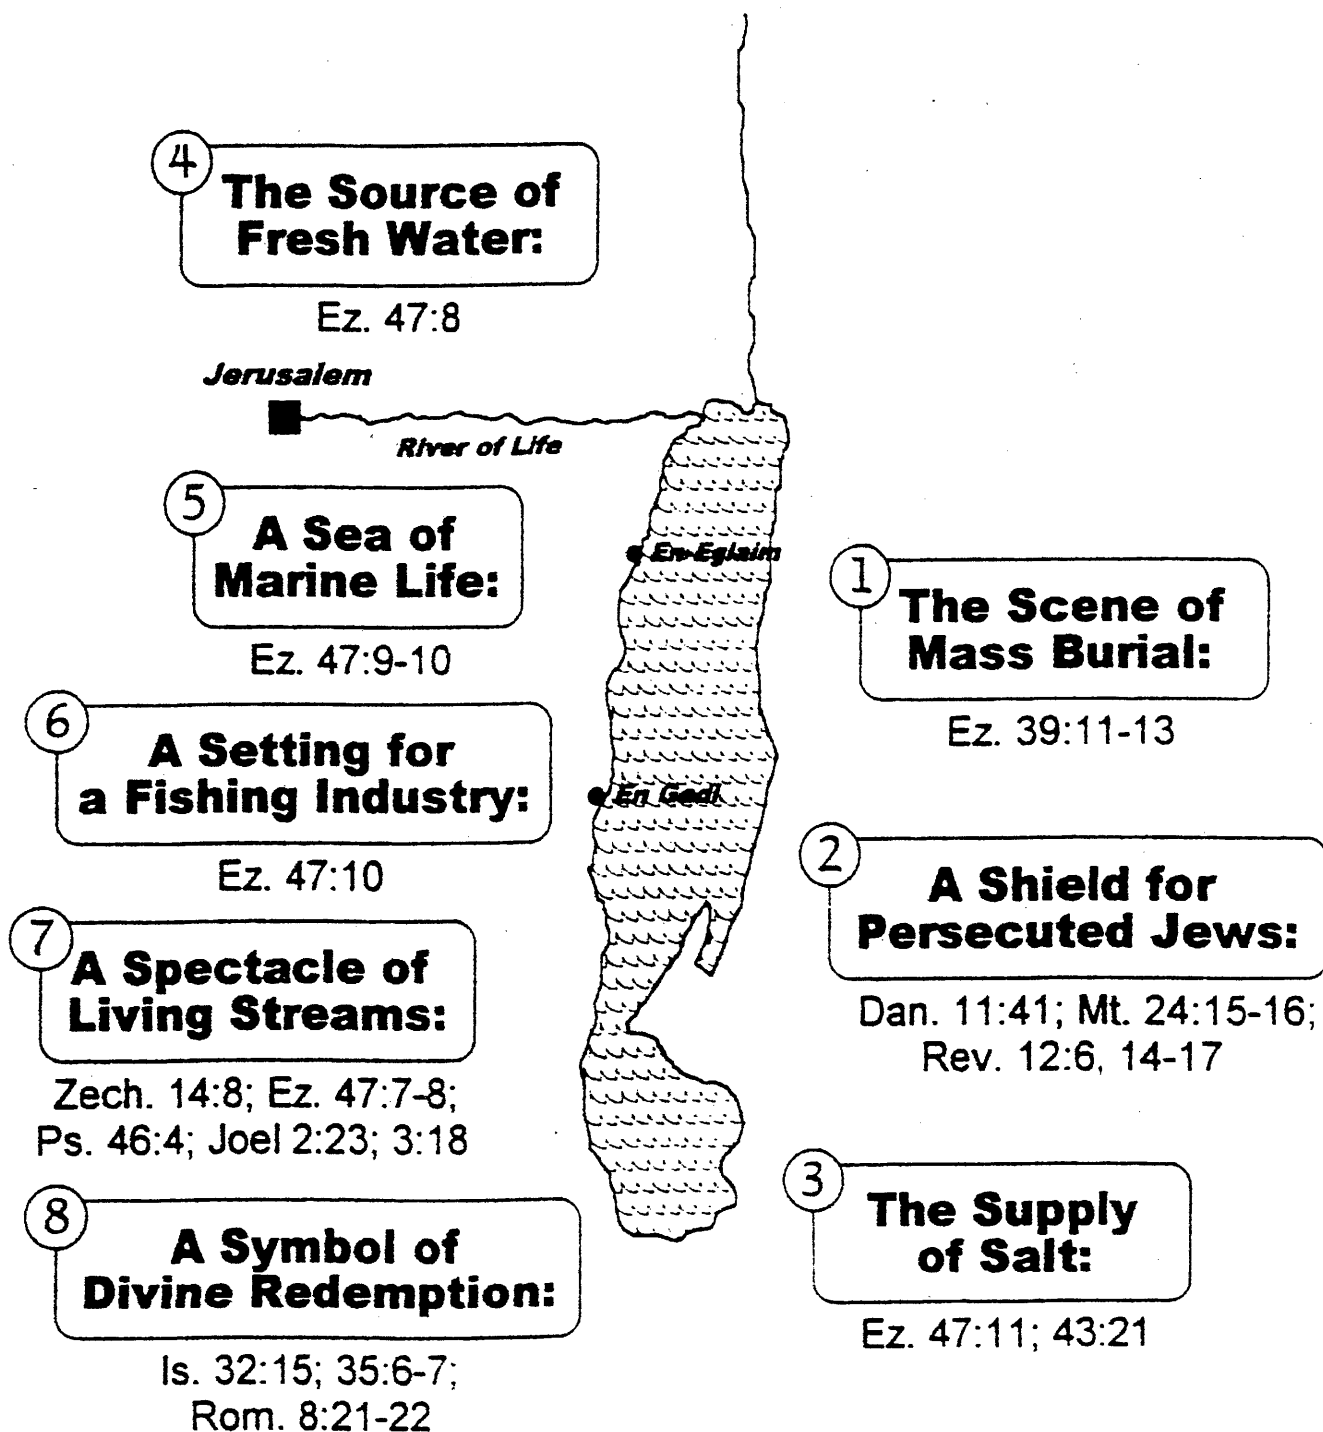 4
The Source of
Fresh Water:
Ez. 47:8
Jerusalem
River of Life
5
A Sea of
Marine Life:
Ez. 47:9-10
En-Eglaim
6
A Setting for
a Fishing Industry:
Ez. 47:10
En Gedi
7
A Spectacle of
Living Streams:
Zech. 14:8; Ez. 47:7-8;
Ps. 46:4; Joel 2:23; 3:18
8
A Symbol of
Divine Redemption:
Is. 32:15; 35:6-7;
Rom. 8:21-22
1
The Scene of
Mass Burial:
Ez. 39:11-13
2
A Shield for
Persecuted Jews:
Dan. 11:41; Mt. 24:15-16;
Rev. 12:6, 14-17
3
The Supply
of Salt:
Ez. 47:11; 43:21